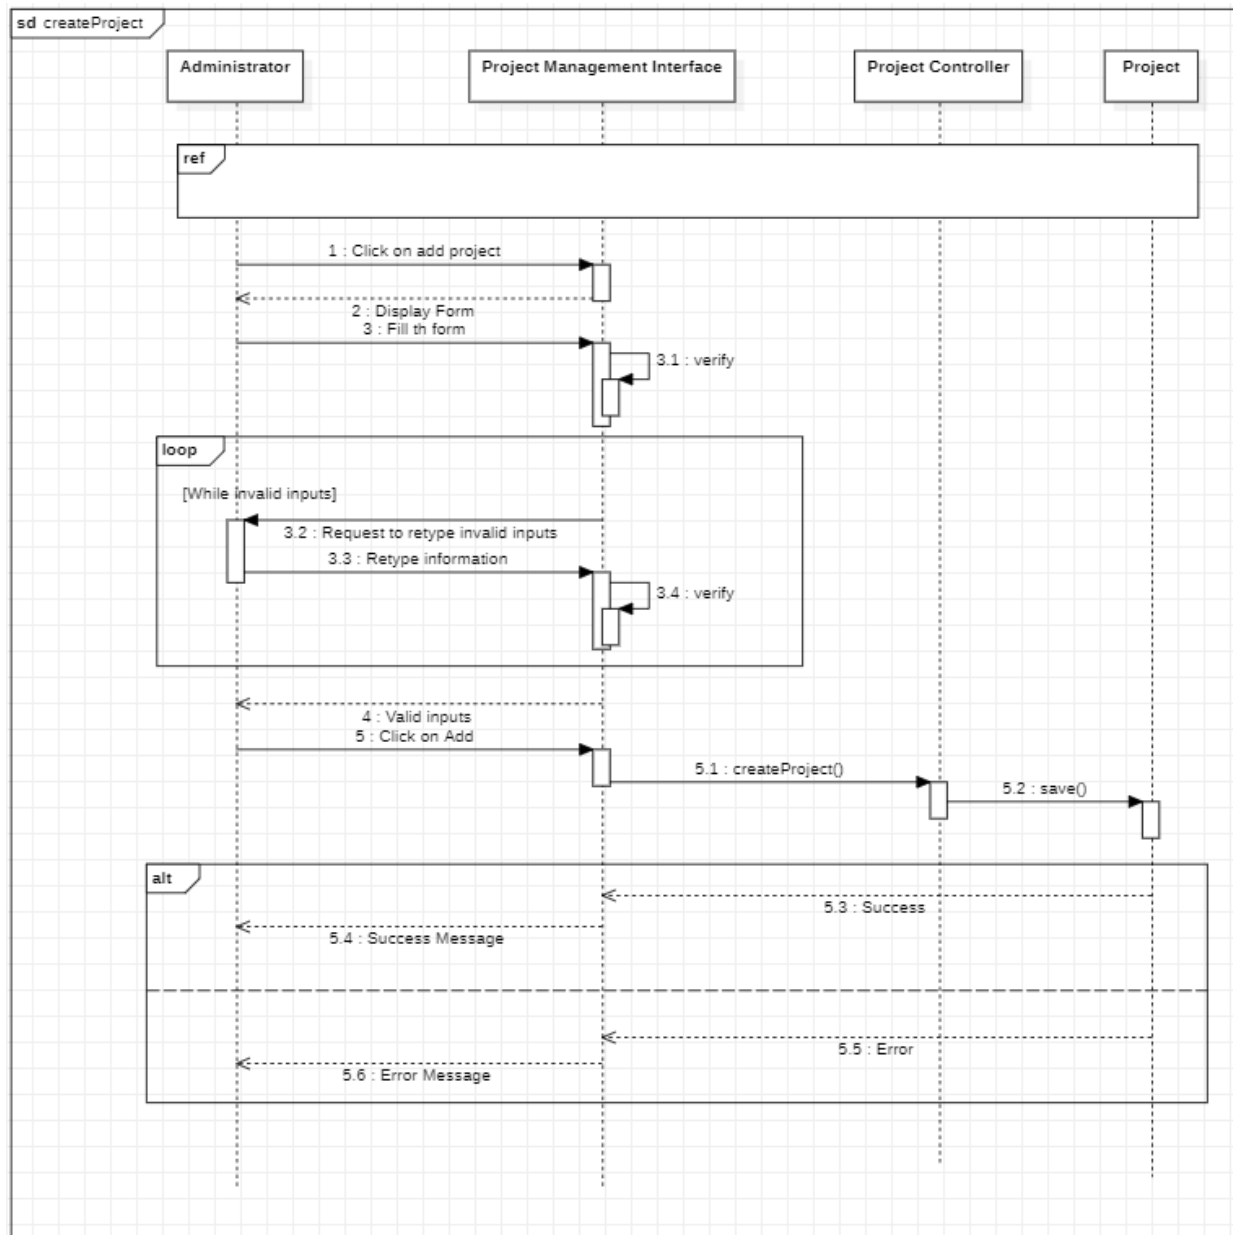 sd createProject
Administrator
Project Management Interface
Project Controller
Project
ref
1 : Click on add project
2 : Display Form
3 : Fill th form
3.1 : verify
loop
[While invalid inputs]
3.2 : Request to retype invalid inputs
3.3 : Retype information
3.4 : verify
4 : Valid inputs
5 : Click on Add
5.1 : createProject()
5.2 : save()
alt
5.3 : Success
5.4 : Success Message
5.5 : Error
5.6 : Error Message